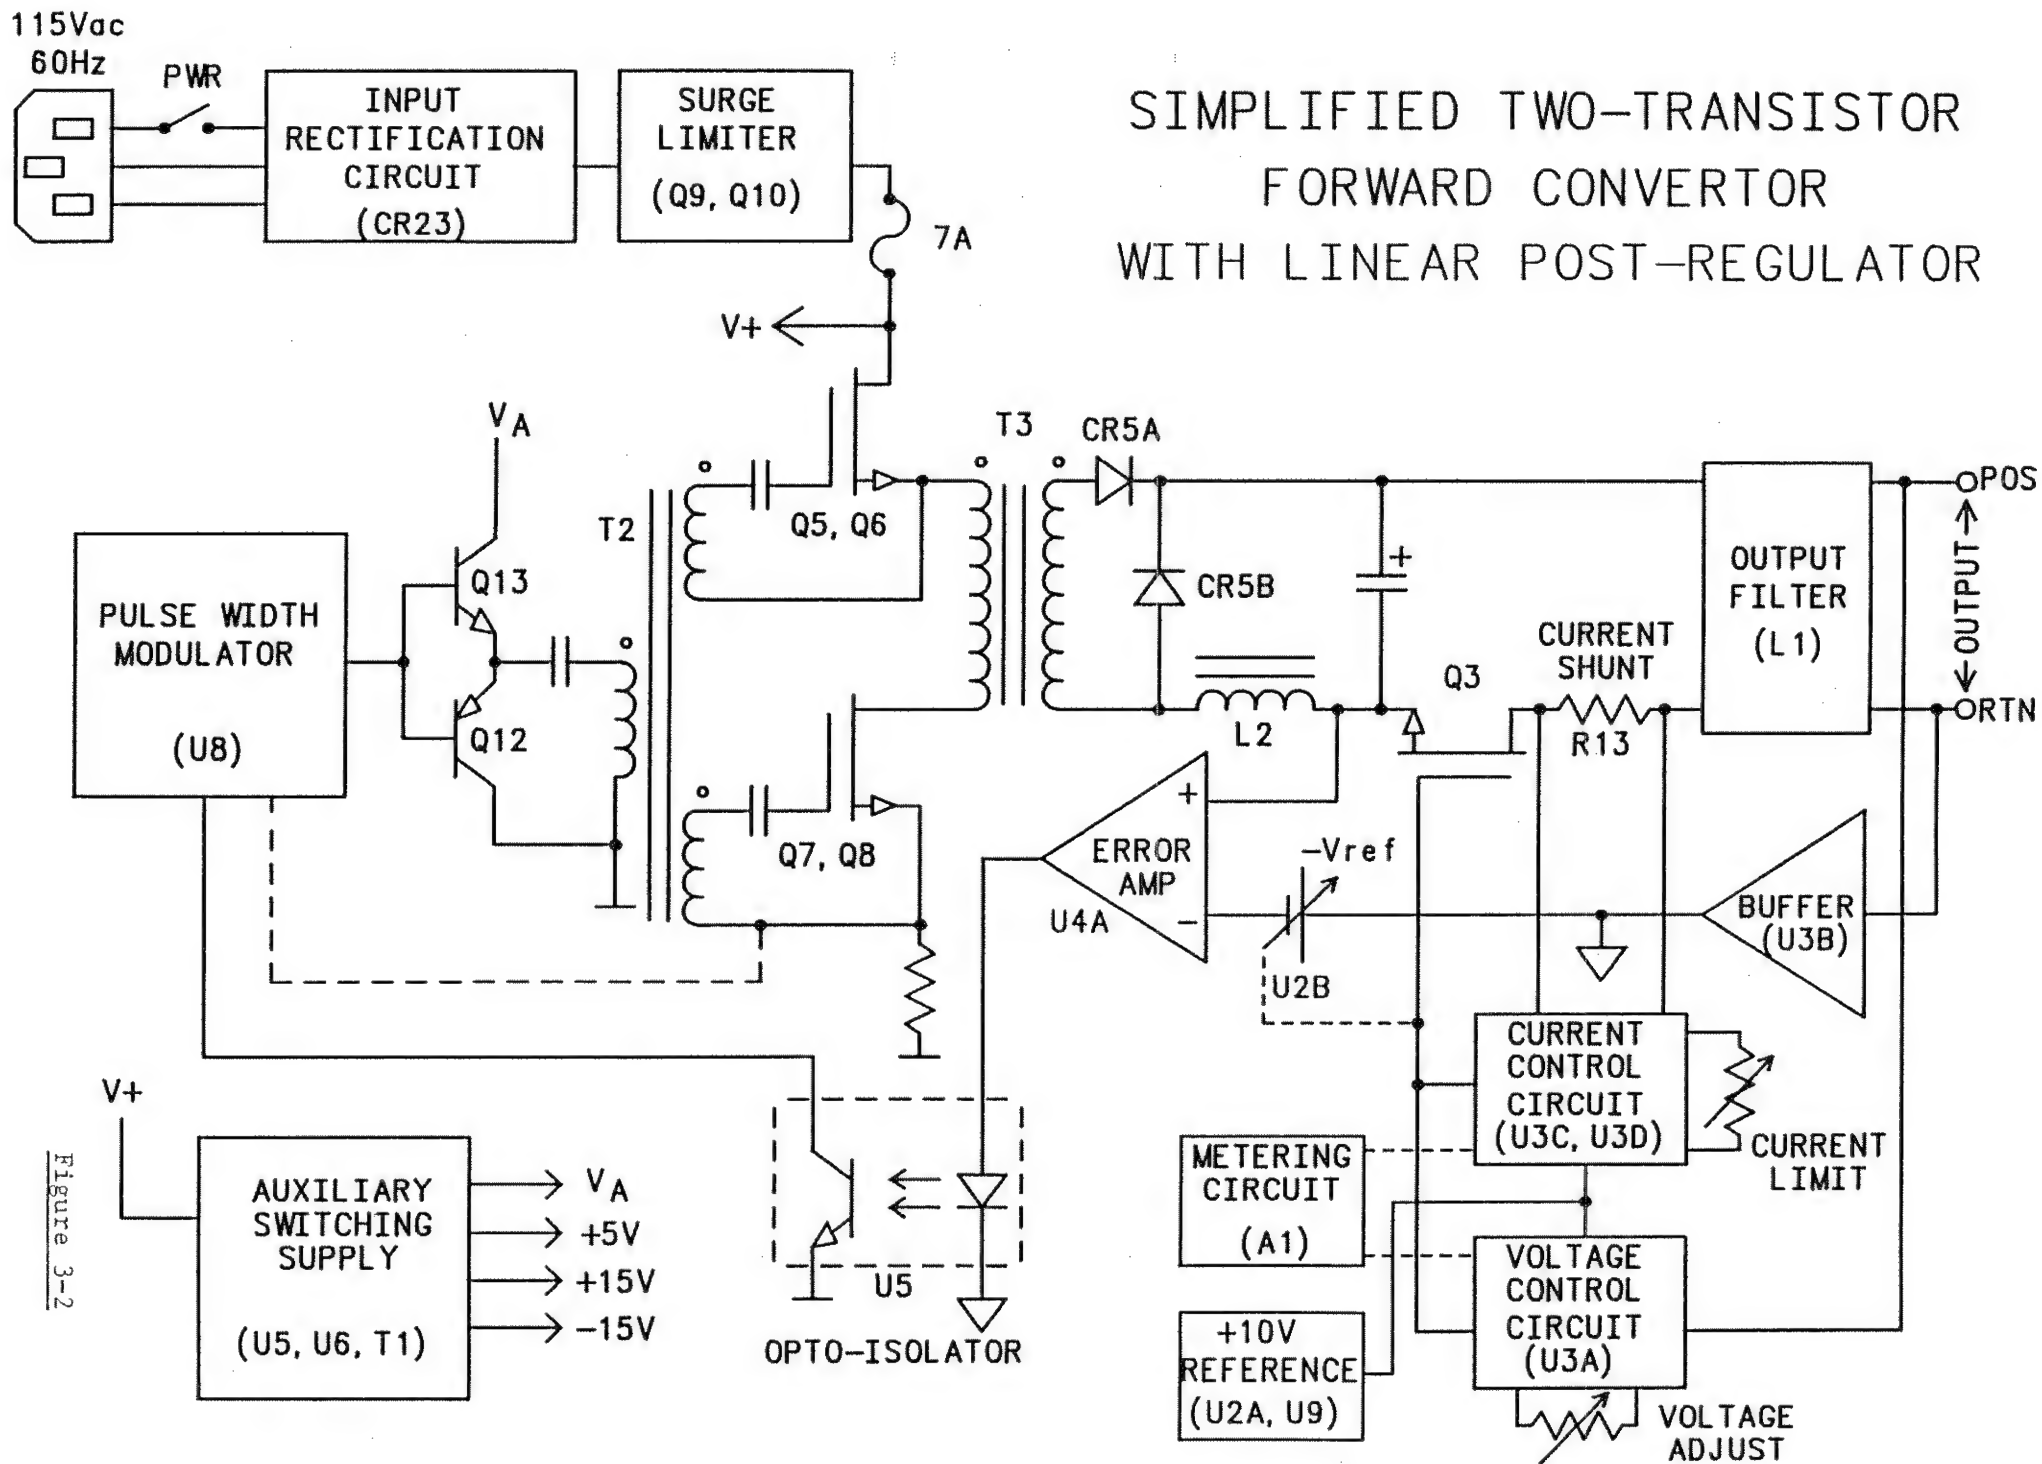 115Vac
60Hz
PWR
INPUT
RECTIFICATION
CIRCUIT
(CR23)
SURGE
LIMITER
(Q9, Q10)
7A
SIMPLIFIED TWO-TRANSISTOR
FORWARD CONVERTOR
WITH LINEAR POST-REGULATOR
V+
VA
T2
Q5, Q6
T3
CR5A
CR5B
PULSE WIDTH
MODULATOR
(U8)
Q13
Q12
Q7, Q8
L2
+
Q3
CURRENT
SHUNT
R13
OUTPUT
FILTER
(L1)
POS
OUTPUT
RTN
+
ERROR
AMP
-
U4A
-Vref
U2B
BUFFER
(U3B)
CURRENT
CONTROL
CIRCUIT
(U3C, U3D)
CURRENT
LIMIT
METERING
CIRCUIT
(A1)
VOLTAGE
CONTROL
CIRCUIT
(U3A)
VOLTAGE
ADJUST
+10V
REFERENCE
(U2A, U9)
U5
OPTO-ISOLATOR
V+
AUXILIARY
SWITCHING
SUPPLY
(U5, U6, T1)
VA
+5V
+15V
-15V
Figure 3-2